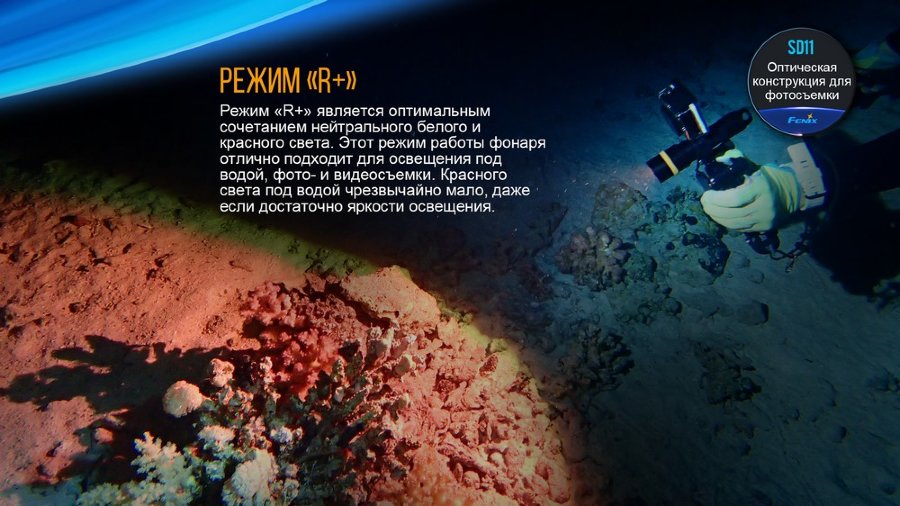 РЕЖИМ «R+»
Режим «R+» является оптимальным
сочетанием нейтрального белого и
красного света. Этот режим работы фонаря
отлично подходит для освещения под
водой, фото- и видеосъемки. Красного
света под водой чрезвычайно мало, даже
если достаточно яркости освещения.
SD11
Оптическая
конструкция для
фотосъемки
FENIX